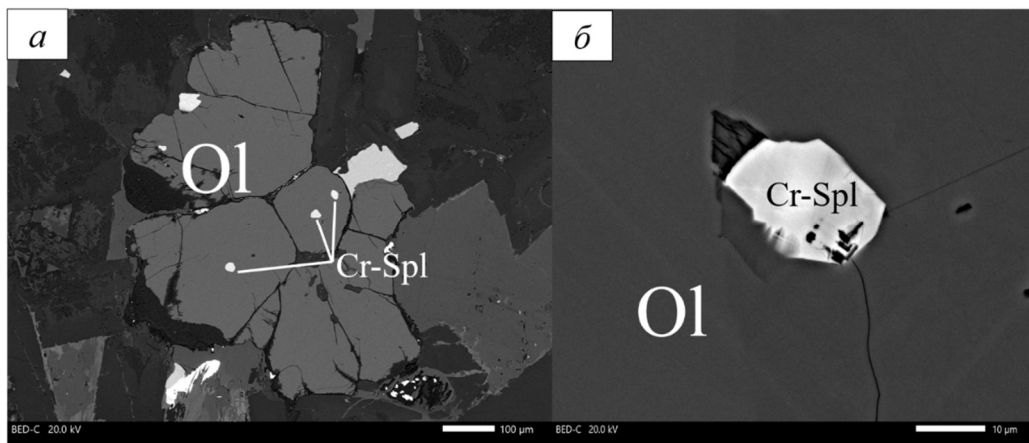 а
Ol
Cr-Spl
BED-C 20.0 kV 100 µm
б
Cr-Spl
Ol
BED-C 20.0 kV 10 µm